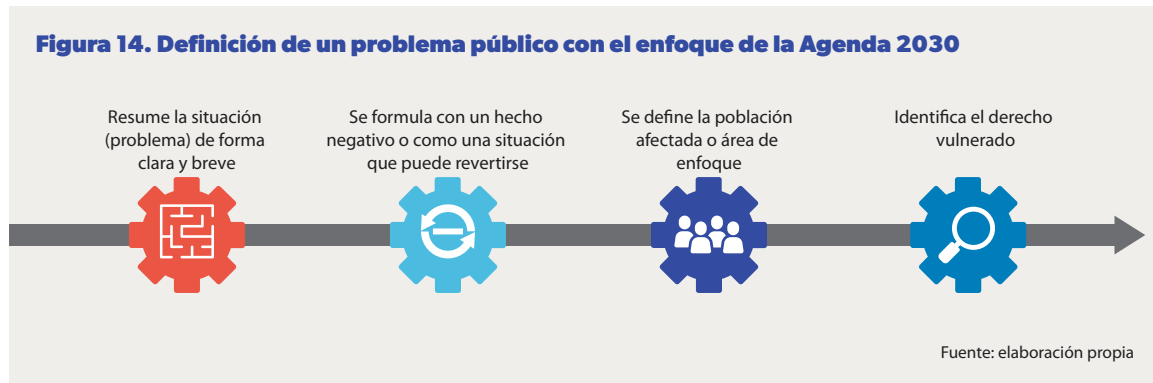 Figura 14. Definición de un problema público con el enfoque de la Agenda 2030
Resume la situación
(problema) de forma
clara y breve
Se formula con un hecho
negativo o como una situación
que puede revertirse
Se define la población
afectada o área de
enfoque
Identifica el derecho
vulnerado
Fuente: elaboración propia